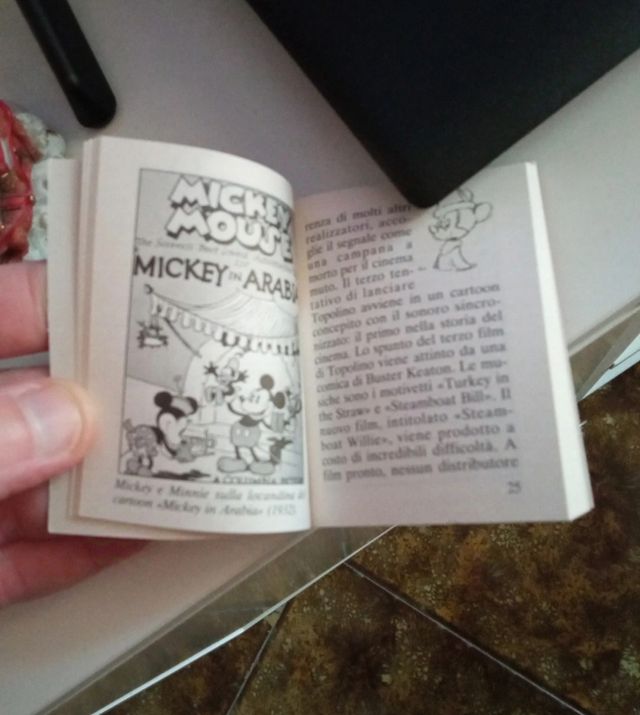 MICKEY
MOUSE
The Screen's
MICKEY IN ARABIA
A COLUMBIA
Mickey e Minnie sulla locandina
cartoon «Mickey in Arabia» (1932)
renza di molti altri
realizzatori, acco-
glie il segnale come
una campana a
morto per il cinema
muto. Il terzo ten-
tativo di lanciare
Topolino avviene in un cartoon
concepito con il sonoro sincro-
nizzato: il primo nella storia del
cinema. Lo spunto del terzo film
di Topolino viene attinto da una
comica di Buster Keaton. Le mu-
siche sono i motivetti «Turkey in
the Straw» e «Steamboat Bill». Il
nuovo film, intitolato «Steam-
boat Willie», viene prodotto a
costo di incredibili difficoltà. A
film pronto, nessun distributore
25